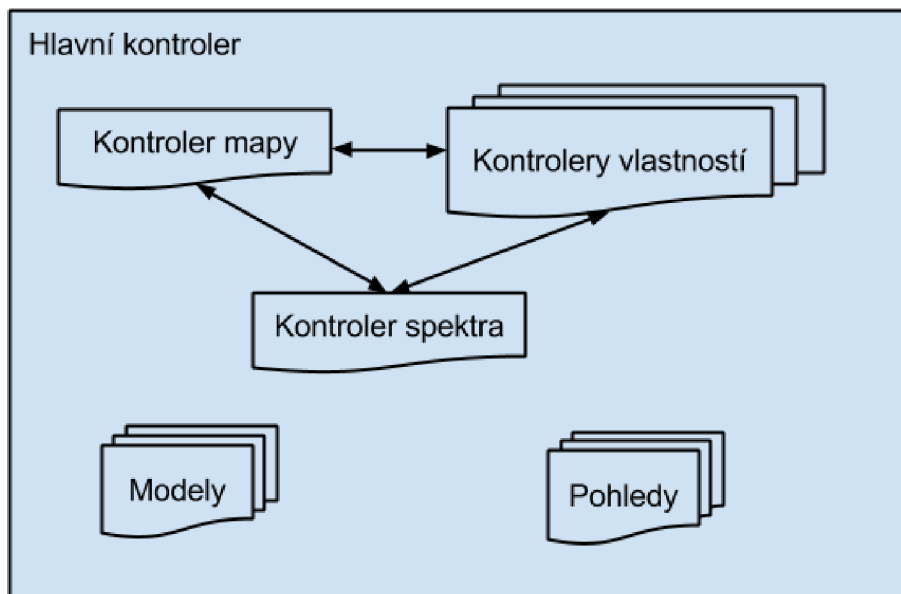 Hlavní kontroler
Kontroler mapy
Kontrolery vlastností
Kontroler spektra
Modely
Pohledy